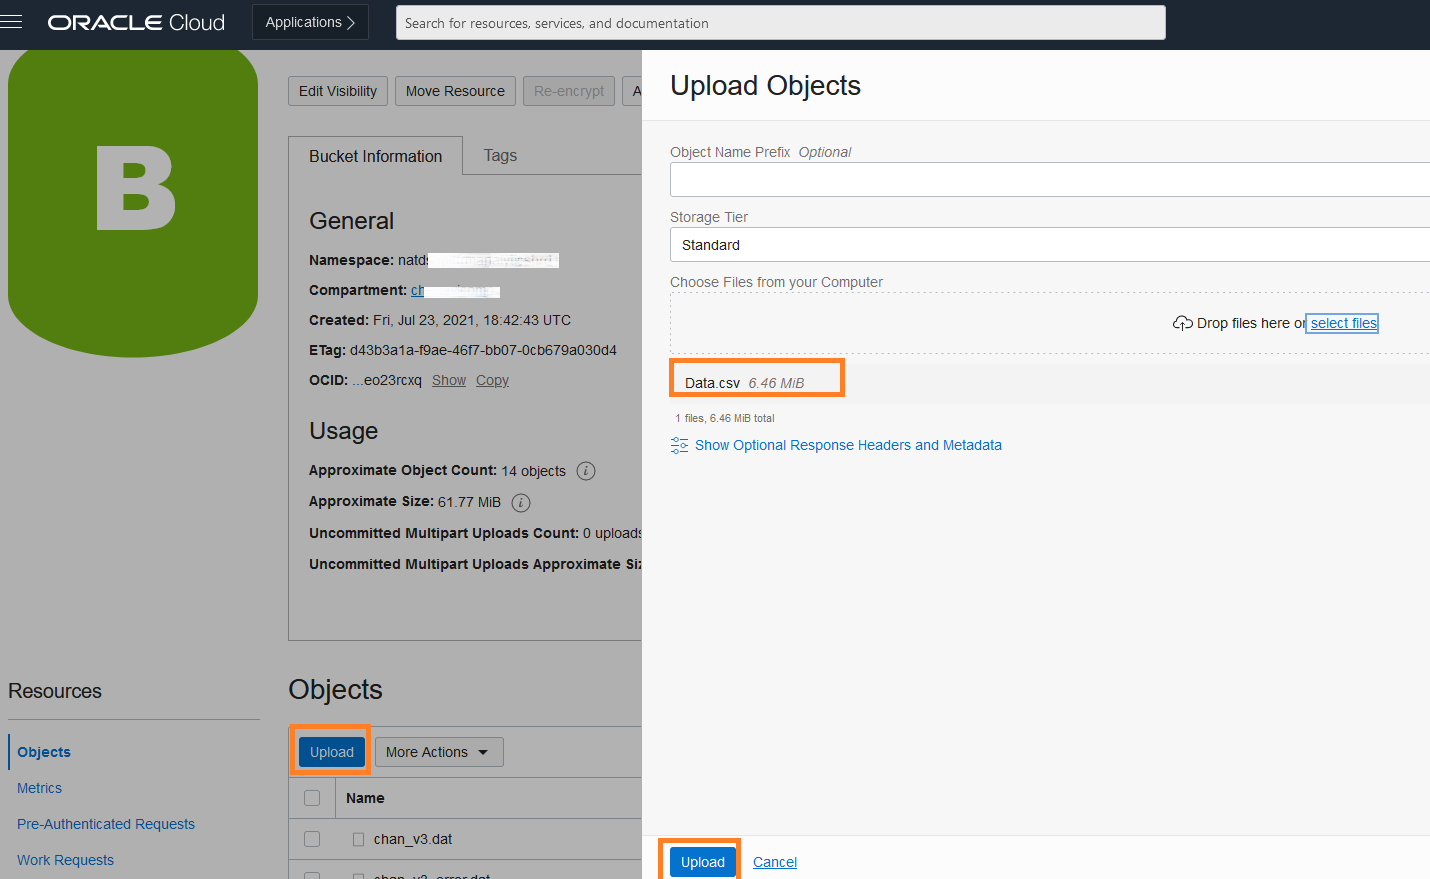 ORACLE Cloud
Applications
Search for resources, services, and documentation
B
Edit Visibility
Move Resource
Re-encrypt
A
Bucket Information
Tags
General
Namespace: natds
Compartment: ch
Created: Fri, Jul 23, 2021, 18:42:43 UTC
ETag: d43b3a1a-f9ae-46f7-bb07-0cb679a030d4
OCID: ...eo23rcxq Show Copy
Usage
Approximate Object Count: 14 objects
Approximate Size: 61.77 MiB
Uncommitted Multipart Uploads Count: 0 uploads
Uncommitted Multipart Uploads Approximate Siz
Resources
Objects
Metrics
Pre-Authenticated Requests
Work Requests
Objects
Upload
More Actions
Name
chan_v3.dat
chan_v3_error.dat
Upload Objects
Object Name Prefix Optional
Storage Tier
Standard
Choose Files from your Computer
Drop files here or select files
Data.csv 6.46 MiB
1 files, 6.46 MiB total
Show Optional Response Headers and Metadata
Upload
Cancel